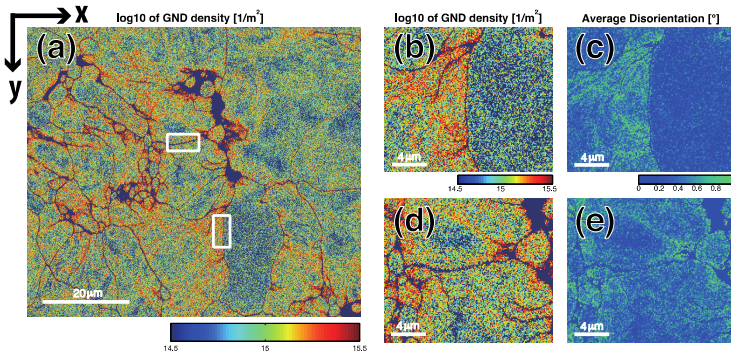 x
y
log10 of GND density [1/m²]
(a)
20μm
14.5 15 15.5
log10 of GND density [1/m²]
(b)
4μm
14.5 15 15.5
Average Disorientation [°]
(c)
4μm
0 0.2 0.4 0.6 0.8
(d)
4μm
(e)
4μm